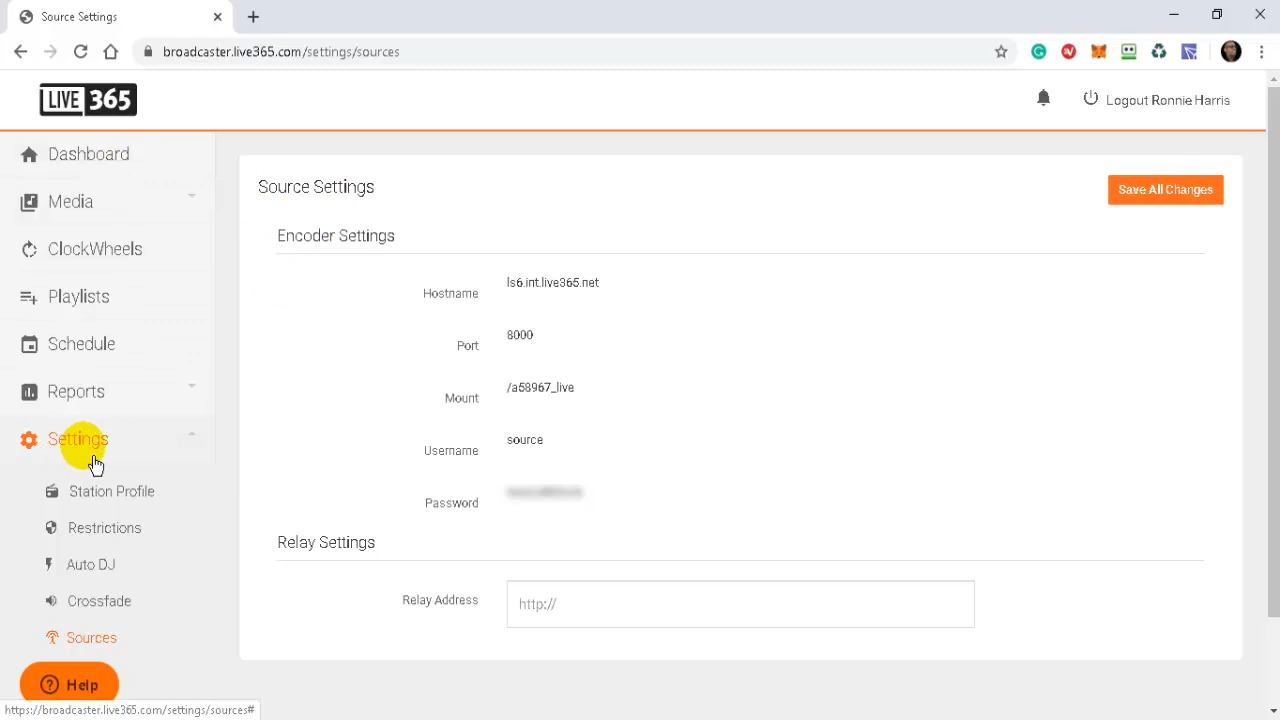 Source Settings
broadcaster.live365.com/settings/sources
LIVE 365
Logout Ronnie Harris
Dashboard
Media
ClockWheels
Playlists
Schedule
Reports
Settings
Station Profile
Restrictions
Auto DJ
Crossfade
Sources
Help
https://broadcaster.live365.com/settings/sources#
Source Settings
Save All Changes
Encoder Settings
Hostname ls6.int.live365.net
Port 8000
Mount /a58967_live
Username source
Password
Relay Settings
Relay Address http://